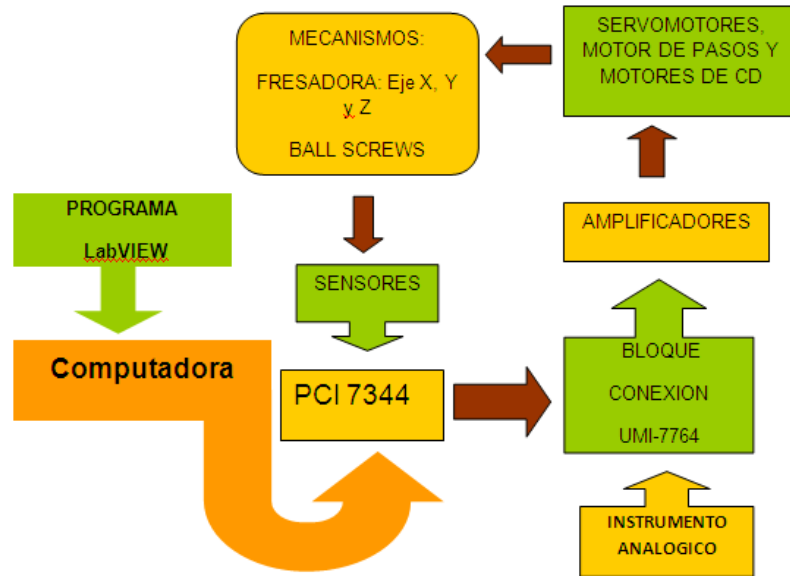 MECANISMOS:
FRESADORA: Eje X, Y
y Z
BALL SCREWS
SERVOMOTORES,
MOTOR DE PASOS Y
MOTORES DE CD
PROGRAMA
LabVIEW
AMPLIFICADORES
SENSORES
Computadora
PCI 7344
BLOQUE
CONEXION
UMI-7764
INSTRUMENTO
ANALOGICO